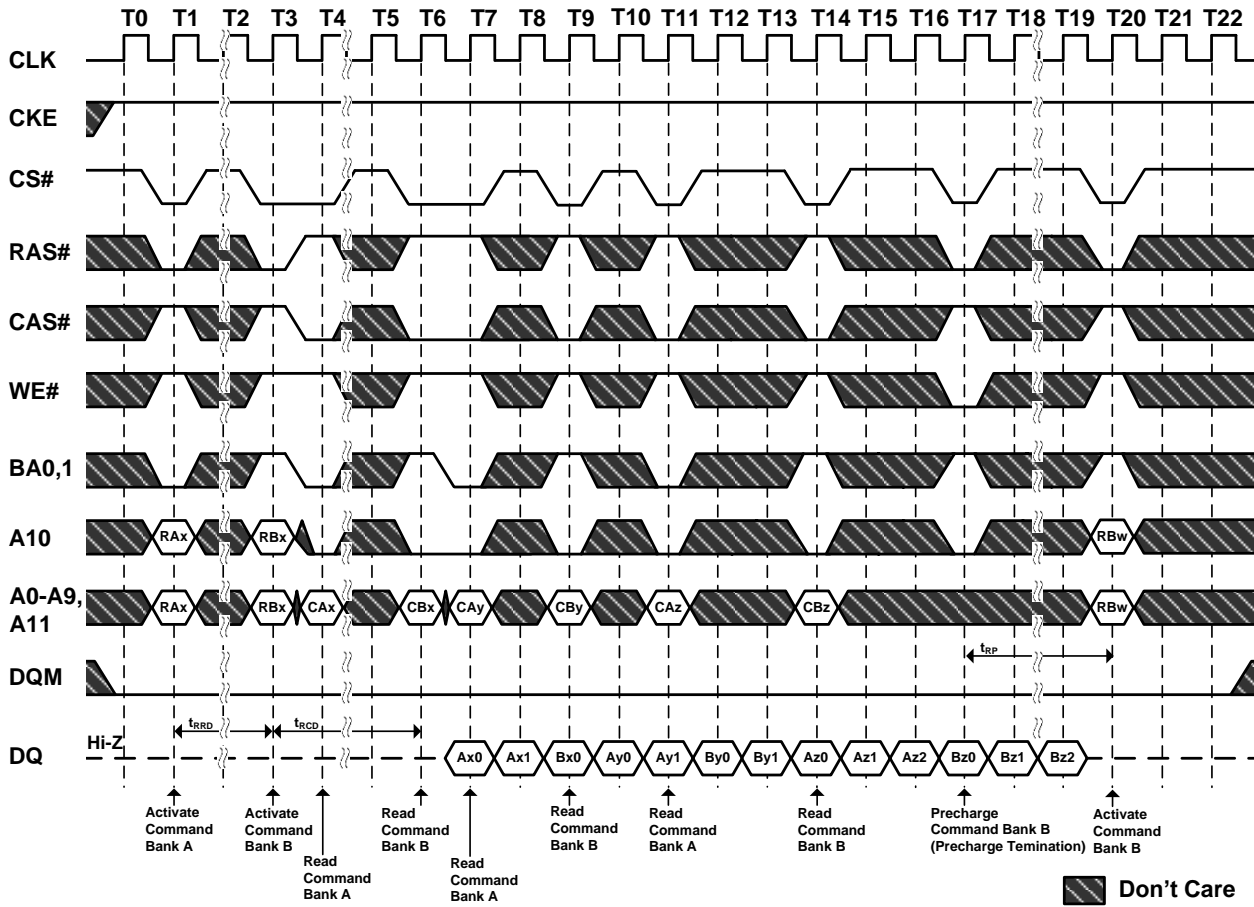 T0 T1 T2 T3 T4 T5 T6 T7 T8 T9 T10 T11 T12 T13 T14 T15 T16 T17 T18 T19 T20 T21 T22
CLK
CKE
CS#
RAS#
CAS#
WE#
BA0,1
A10
RAx RBx RBw
A0-A9,
A11
RAx RBx CAx CBx CAy CBy CAz CBz RBw
tRP
DQM
tRRD tRCD
Hi-Z
DQ
Ax0 Ax1 Bx0 Ay0 Ay1 By0 By1 Az0 Az1 Az2 Bz0 Bz1 Bz2
Activate
Command
Bank A
Activate
Command
Bank B
Read
Command
Bank A
Read
Command
Bank B
Read
Command
Bank A
Read
Command
Bank B
Read
Command
Bank A
Read
Command
Bank B
Precharge
Command Bank B
(Precharge Temination)
Activate
Command
Bank B
Don't Care